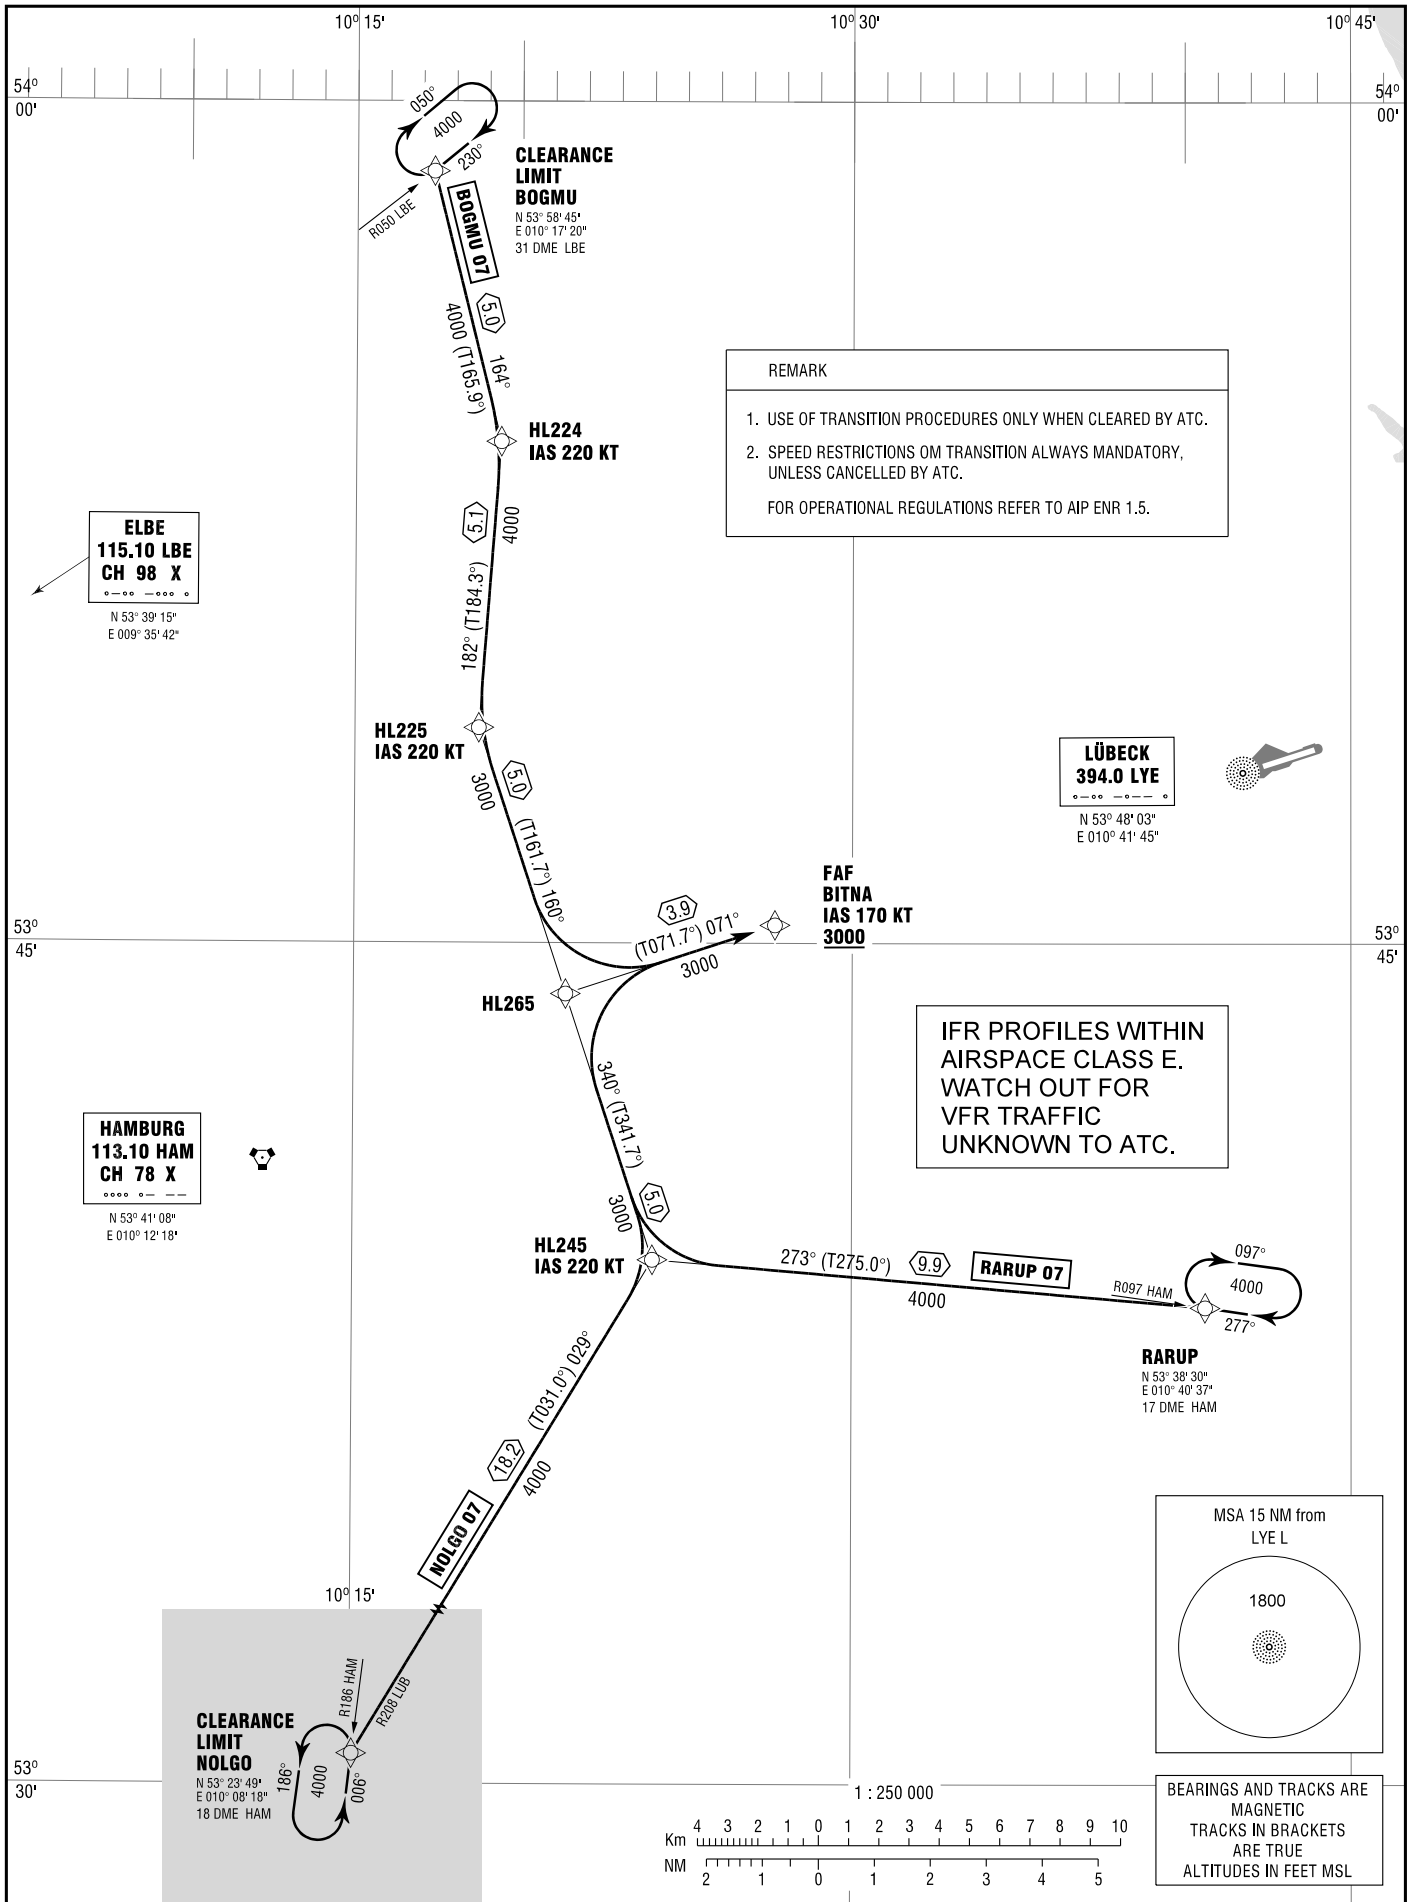 10° 15'
10° 30'
10° 45'
54°
00'
54°
00'
050°
4000
230°
CLEARANCE
LIMIT
BOGMU
N 53° 58' 45"
E 010° 17' 20"
31 DME LBE
R050 LBE
BOGMU 07
5.0
4000 (T165.9°)
164°
REMARK
1. USE OF TRANSITION PROCEDURES ONLY WHEN CLEARED BY ATC.
2. SPEED RESTRICTIONS OM TRANSITION ALWAYS MANDATORY,
UNLESS CANCELLED BY ATC.
FOR OPERATIONAL REGULATIONS REFER TO AIP ENR 1.5.
HL224
IAS 220 KT
5.1
4000
182° (T184.3°)
ELBE
115.10 LBE
CH 98 X
N 53° 39' 15"
E 009° 35' 42"
HL225
IAS 220 KT
5.0
3000
(T161.7°) 160°
LÜBECK
394.0 LYE
N 53° 48' 03"
E 010° 41' 45"
FAF
BITNA
IAS 170 KT
3000
3.9
(T071.7°) 071°
3000
53°
45'
53°
45'
HL265
IFR PROFILES WITHIN
AIRSPACE CLASS E.
WATCH OUT FOR
VFR TRAFFIC
UNKNOWN TO ATC.
340° (T341.7°)
3000
5.0
HAMBURG
113.10 HAM
CH 78 X
N 53° 41' 08"
E 010° 12' 18"
HL245
IAS 220 KT
273° (T275.0°)
9.9
RARUP 07
4000
R097 HAM
097°
4000
277°
RARUP
N 53° 38' 30"
E 010° 40' 37"
17 DME HAM
(T031.0°) 029°
18.2
4000
NOLGO 07
MSA 15 NM from
LYE L
1800
10° 15'
R186 HAM
R208 LUB
CLEARANCE
LIMIT
NOLGO
N 53° 23' 49"
E 010° 08' 18"
18 DME HAM
186°
4000
006°
53°
30'
1 : 250 000
Km 4 3 2 1 0 1 2 3 4 5 6 7 8 9 10
NM 2 1 0 1 2 3 4 5
BEARINGS AND TRACKS ARE
MAGNETIC
TRACKS IN BRACKETS
ARE TRUE
ALTITUDES IN FEET MSL